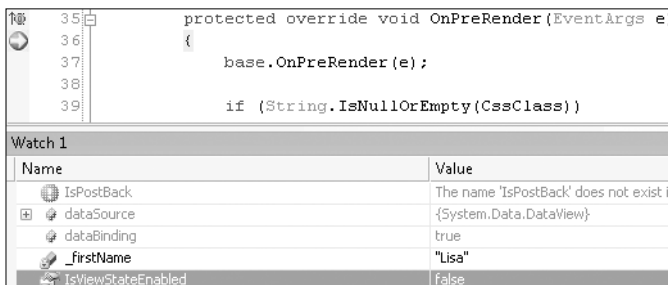 35 protected override void OnPreRender(EventArgs e
36 {
37 base.OnPreRender(e);
38
39 if (String.IsNullOrEmpty(CssClass))
Watch 1
Name Value
IsPostBack The name 'IsPostBack' does not exist i
dataSource {System.Data.DataView}
dataBinding true
_firstName "Lisa"
IsViewStateEnabled false